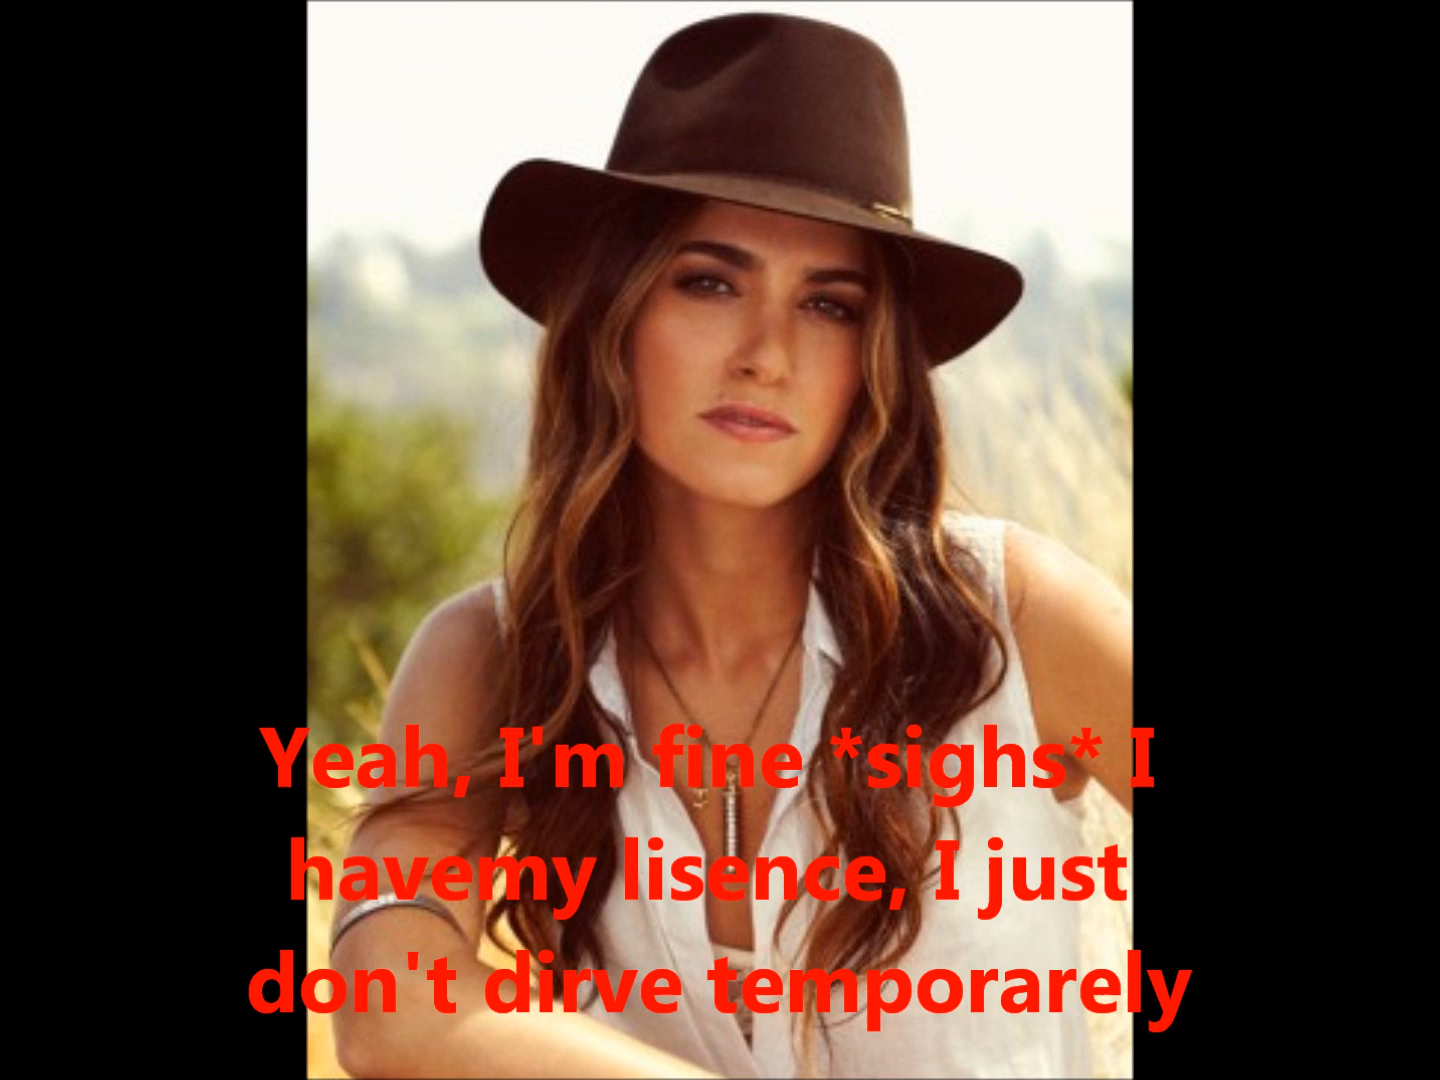 Yeah, I'm fine *sighs* I
havemy lisence, I just
don't dirve temporarely